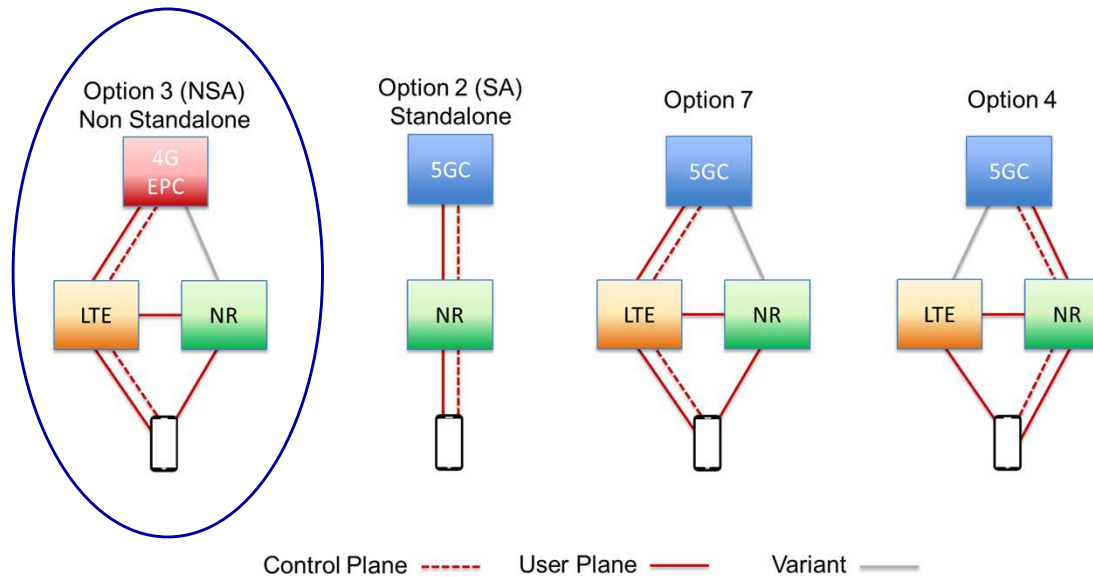 Option 3 (NSA)
Non Standalone
4G
EPC
LTE
NR
Option 2 (SA)
Standalone
5GC
NR
Option 7
5GC
LTE
NR
Option 4
5GC
LTE
NR
Control Plane
User Plane
Variant